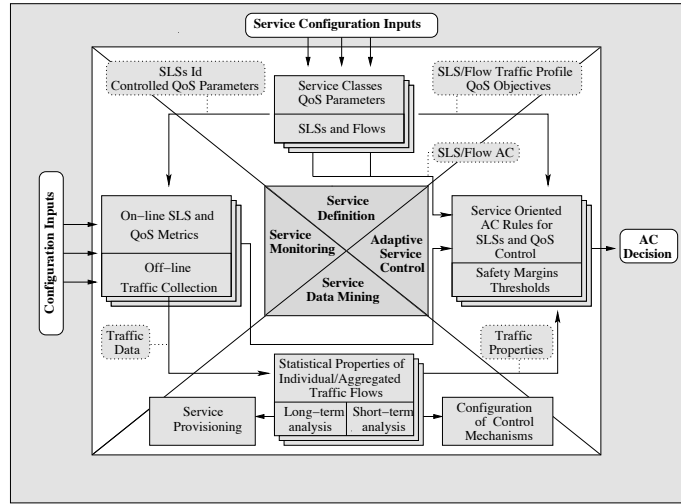 Service Configuration Inputs
SLSs Id
Controlled QoS Parameters
Service Classes
QoS Parameters
SLSs and Flows
SLS/Flow Traffic Profile
QoS Objectives
SLS/Flow AC
Configuration Inputs
On-line SLS and
QoS Metrics
Off-line
Traffic Collection
Service
Definition
Service
Monitoring
Adaptive
Service
Control
Service
Data Mining
Service Oriented
AC Rules for
SLSs and QoS
Control
Safety Margins
Thresholds
AC
Decision
Traffic
Data
Statistical Properties of
Individual/Aggregated
Traffic Flows
Long-term
analysis
Short-term
analysis
Traffic
Properties
Service
Provisioning
Configuration
of Control
Mechanisms